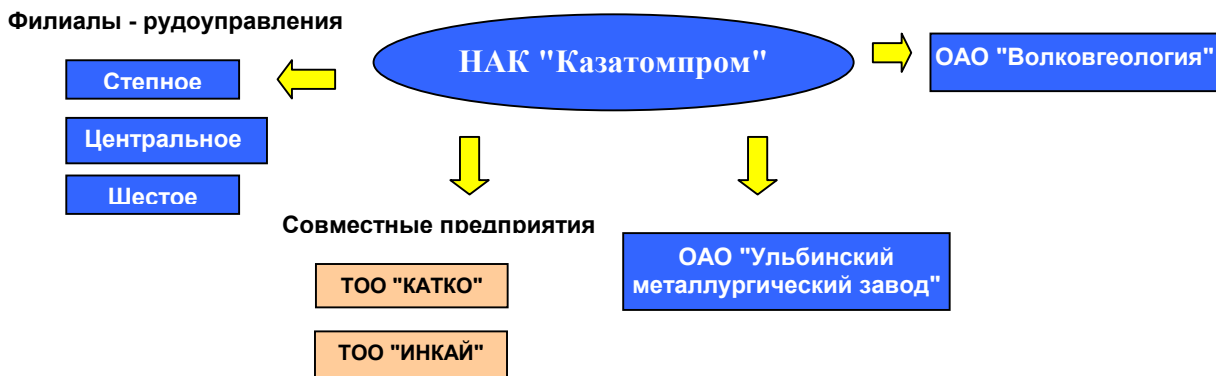 Филиалы - рудоуправления
НАК "Казатомпром"
ОАО "Волковгеология"
Степное
Центральное
Шестое
Совместные предприятия
ТОО "КАТКО"
ТОО "ИНКАЙ"
ОАО "Ульбинский
металлургический завод"